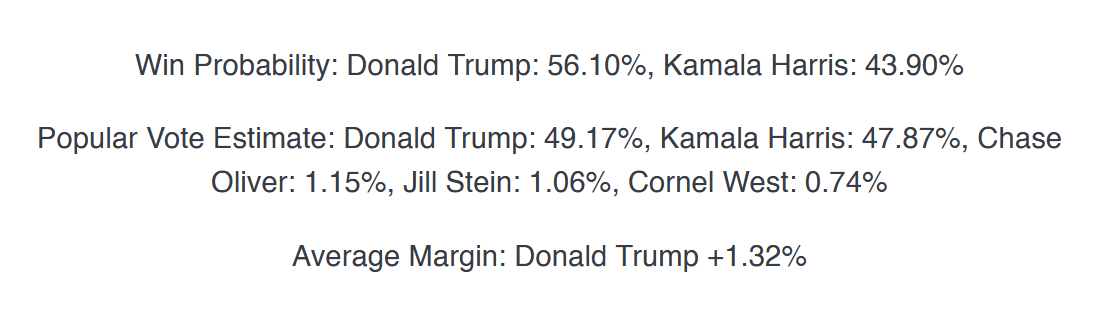 Win Probability: Donald Trump: 56.10%, Kamala Harris: 43.90%
Popular Vote Estimate: Donald Trump: 49.17%, Kamala Harris: 47.87%, Chase
Oliver: 1.15%, Jill Stein: 1.06%, Cornel West: 0.74%
Average Margin: Donald Trump +1.32%